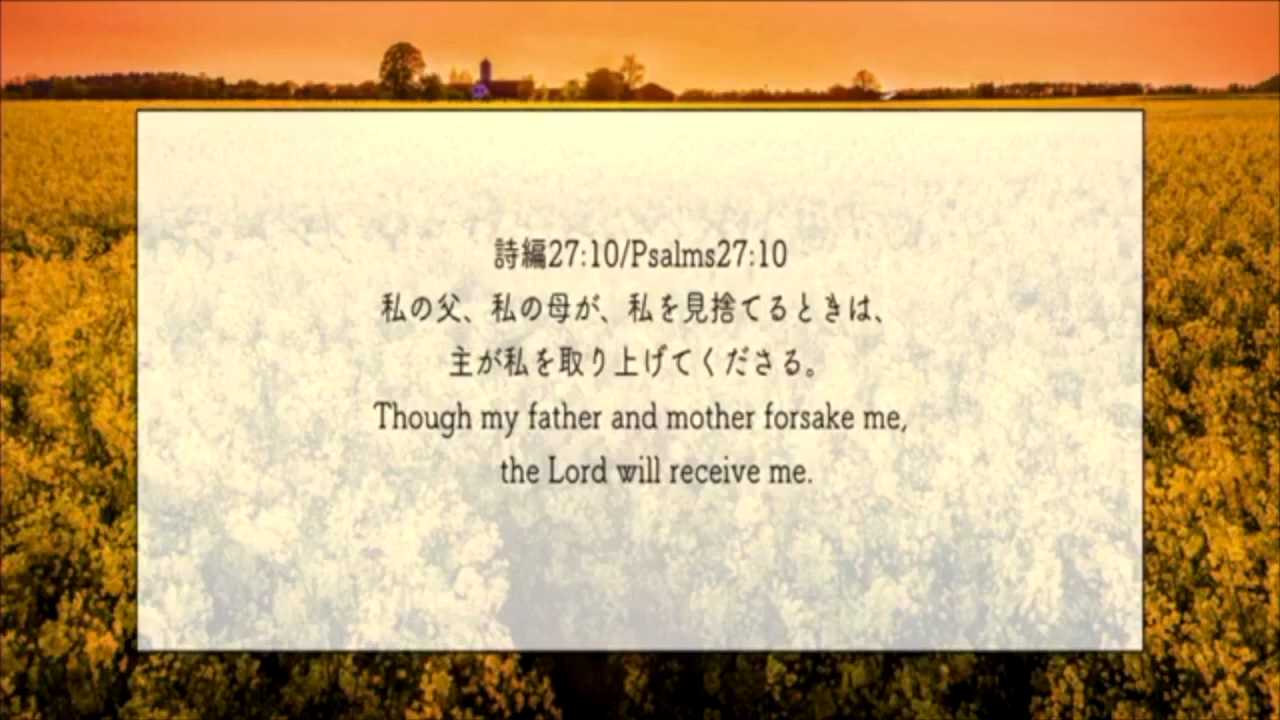 詩編27:10/Psalms27:10
私の父、私の母が、私を見捨てるときは、
主が私を取り上げてくださる。
Though my father and mother forsake me,
the Lord will receive me.